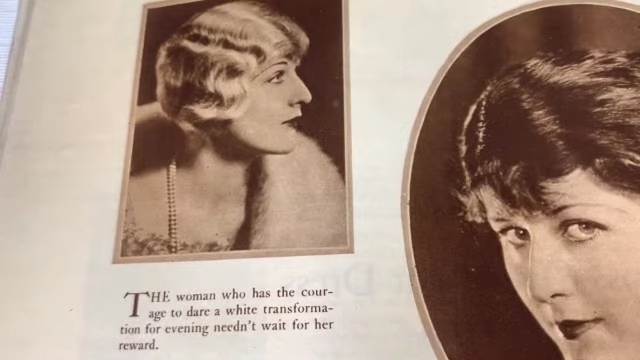 THE woman who has the cour-
age to dare a white transforma-
tion for evening needn't wait for her
reward.